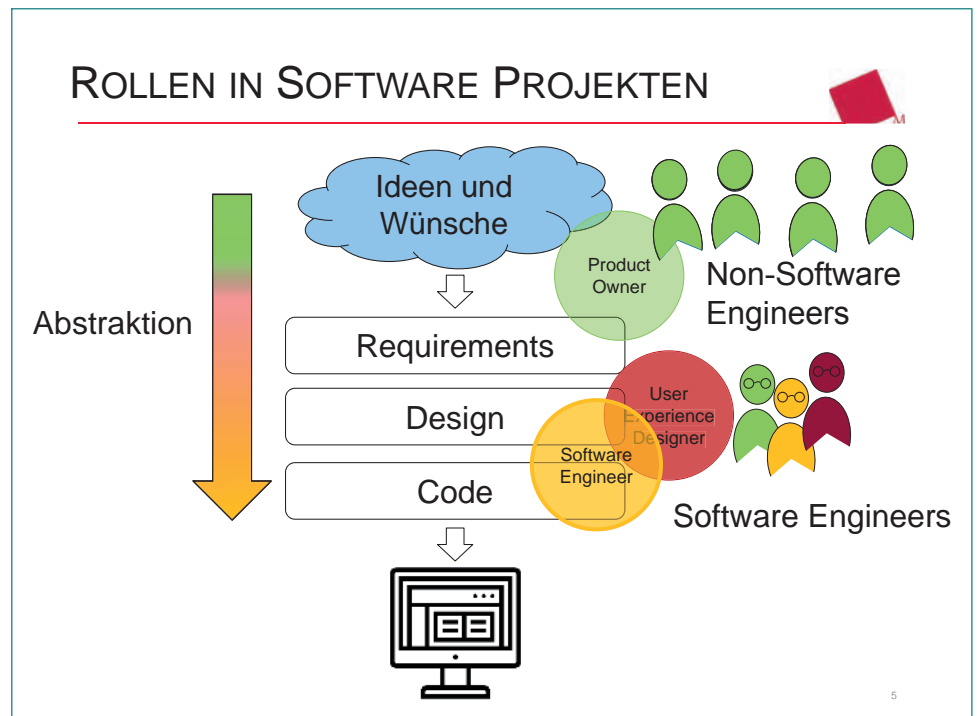 ROLLEN IN SOFTWARE PROJEKTEN
M
Ideen und
Wünsche
Product
Owner
Non-Software
Engineers
Abstraktion
Requirements
Design
User
Experience
Designer
Software
Engineer
Code
Software Engineers
5